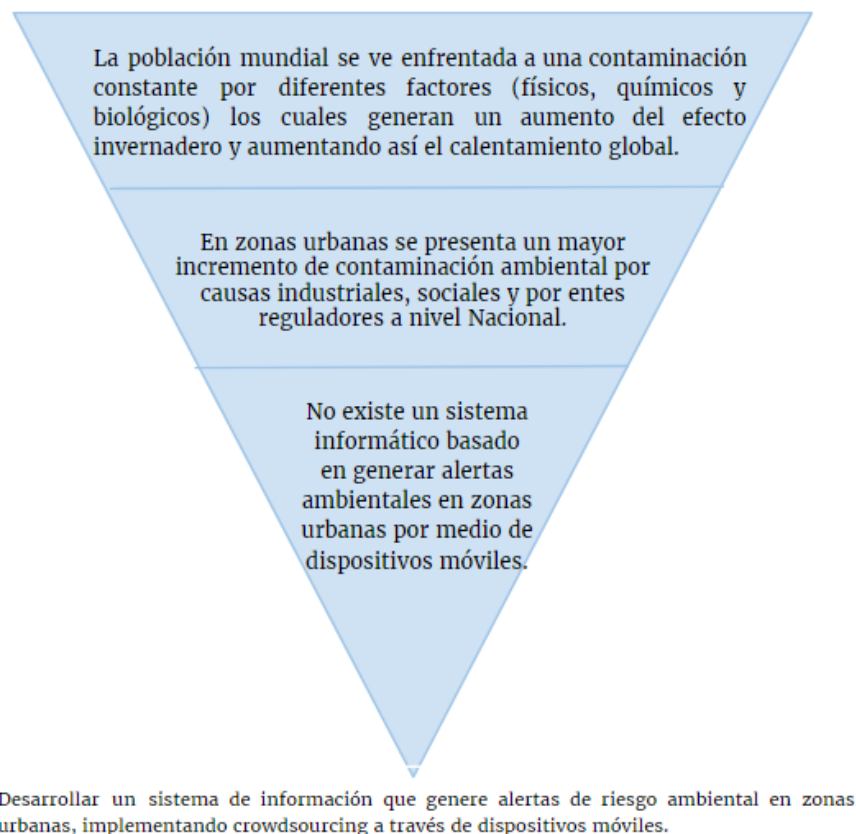 La población mundial se ve enfrentada a una contaminación
constante por diferentes factores (físicos, químicos y
biológicos) los cuales generan un aumento del efecto
invernadero y aumentando así el calentamiento global.
En zonas urbanas se presenta un mayor
incremento de contaminación ambiental por
causas industriales, sociales y por entes
reguladores a nivel Nacional.
No existe un sistema
informático basado
en generar alertas
ambientales en zonas
urbanas por medio de
dispositivos móviles.
Desarrollar un sistema de información que genere alertas de riesgo ambiental en zonas
urbanas, implementando crowdsourcing a través de dispositivos móviles.